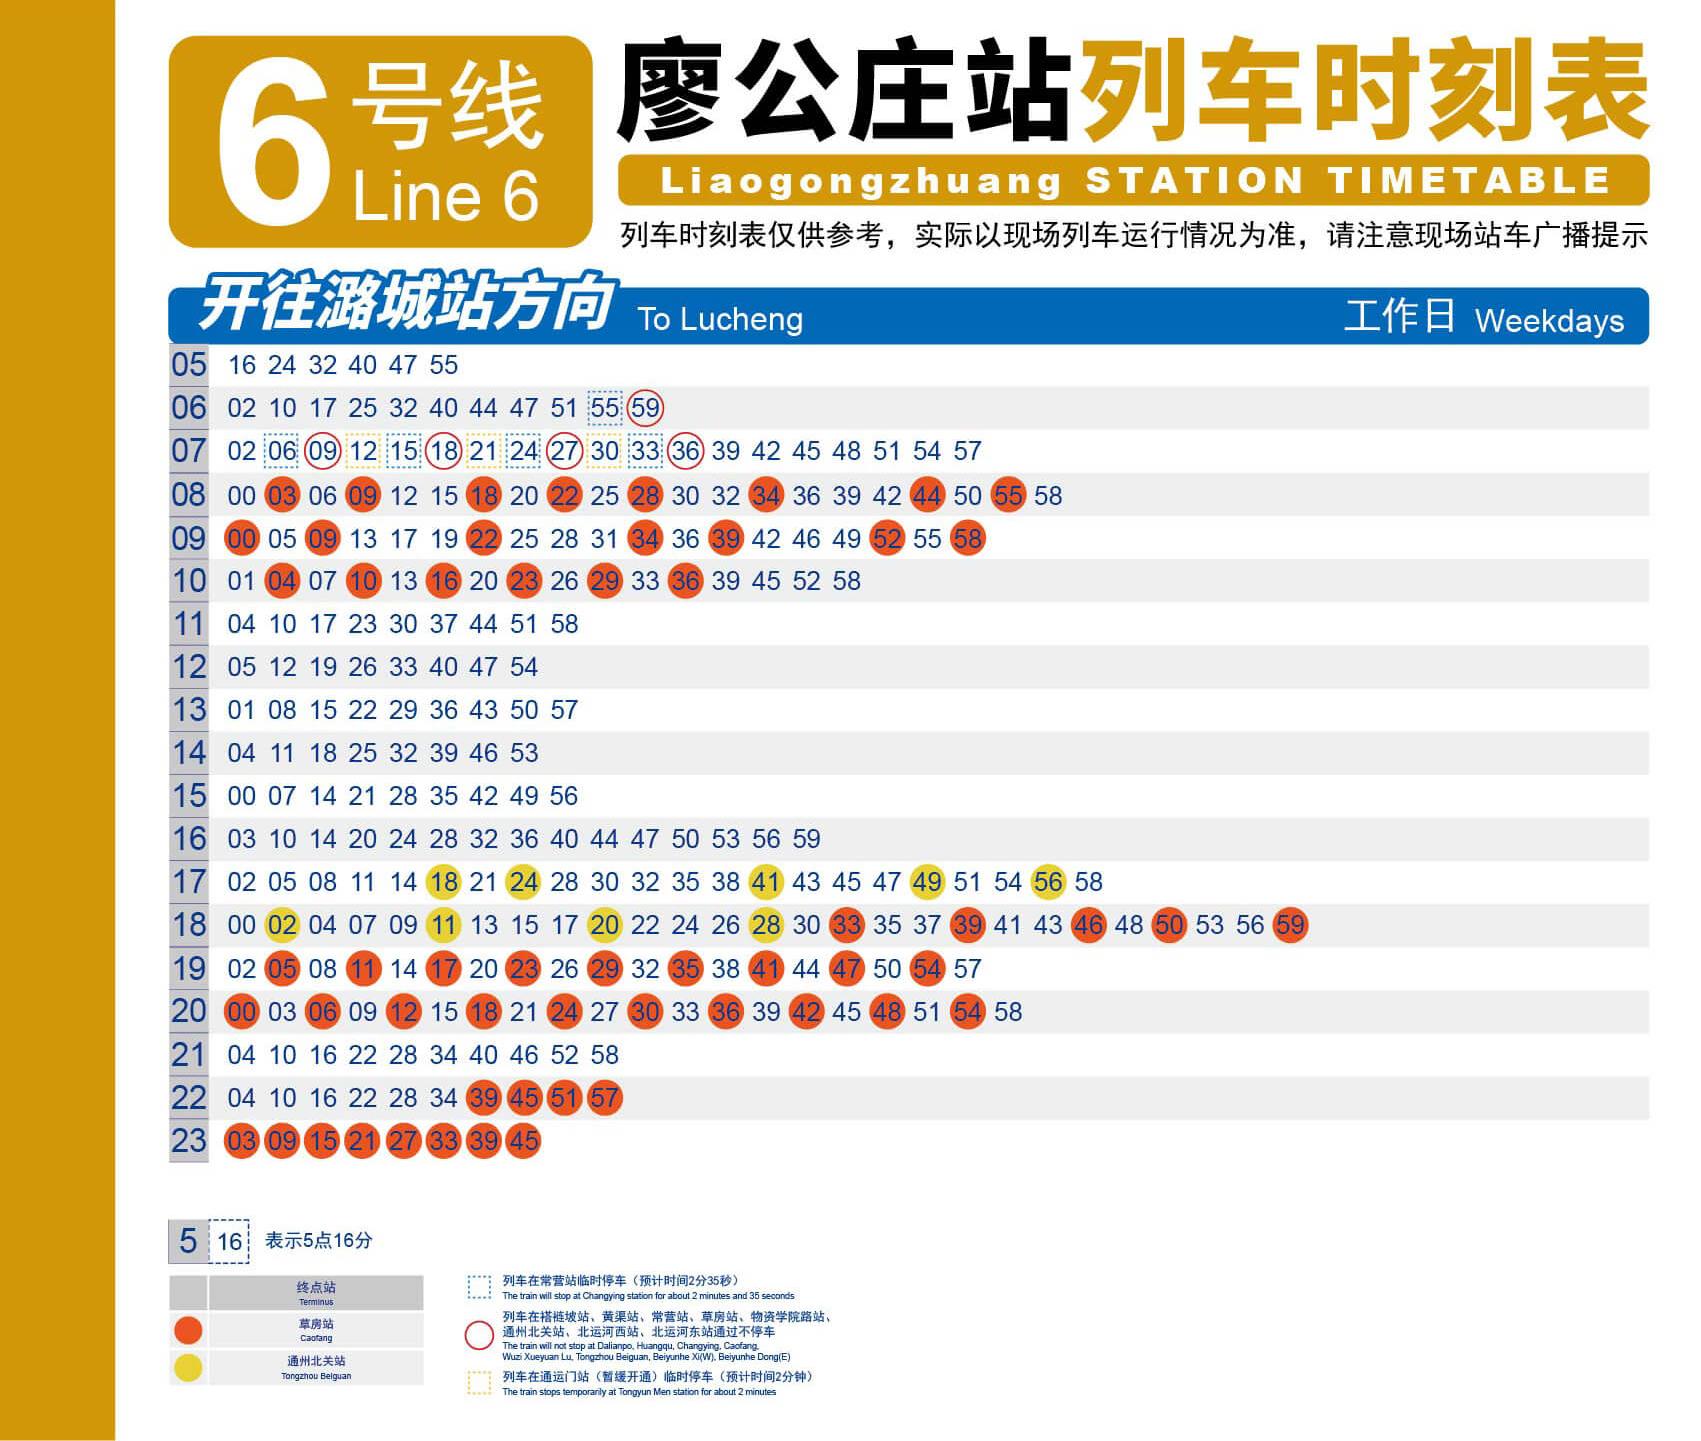 6号线
Line 6
廖公庄站列车时刻表
Liaogongzhuang STATION TIMETABLE
列车时刻表仅供参考，实际以现场列车运行情况为准，请注意现场站车广播提示
开往潞城站方向 To Lucheng 工作日 Weekdays
05 16 24 32 40 47 55
06 02 10 17 25 32 40 44 47 51 55 59
07 02 06 09 12 15 18 21 24 27 30 33 36 39 42 45 48 51 54 57
08 00 03 06 09 12 15 18 20 22 25 28 30 32 34 36 39 42 44 50 55 58
09 00 05 09 13 17 19 22 25 28 31 34 36 39 42 46 49 52 55 58
10 01 04 07 10 13 16 20 23 26 29 33 36 39 45 52 58
11 04 10 17 23 30 37 44 51 58
12 05 12 19 26 33 40 47 54
13 01 08 15 22 29 36 43 50 57
14 04 11 18 25 32 39 46 53
15 00 07 14 21 28 35 42 49 56
16 03 10 14 20 24 28 32 36 40 44 47 50 53 56 59
17 02 05 08 11 14 18 21 24 28 30 32 35 38 41 43 45 47 49 51 54 56 58
18 00 02 04 07 09 11 13 15 17 20 22 24 26 28 30 33 35 37 39 41 43 46 48 50 53 56 59
19 02 05 08 11 14 17 20 23 26 29 32 35 38 41 44 47 50 54 57
20 00 03 06 09 12 15 18 21 24 27 30 33 36 39 42 45 48 51 54 58
21 04 10 16 22 28 34 40 46 52 58
22 04 10 16 22 28 34 39 45 51 57
23 03 09 15 21 27 33 39 45
5 16 表示5点16分
终点站
Terminus
草房站
Caofang
通州北关站
Tongzhou Beiguan
列车在常营站临时停车（预计时间2分35秒）
The train will stop at Changying station for about 2 minutes and 35 seconds
列车在褡裢坡站、黄渠站、常营站、草房站、物资学院路站、
通州北关站、北运河西站、北运河东站通过不停车
The train will not stop at Dalianpo, Huangqu, Changying, Caofang,
Wuzi Xueyuan Lu, Tongzhou Beiguan, Beiyunhe Xi(W), Beiyunhe Dong(E)
列车在通运门站（暂缓开通）临时停车（预计时间2分钟）
The train stops temporarily at Tongyun Men station for about 2 minutes